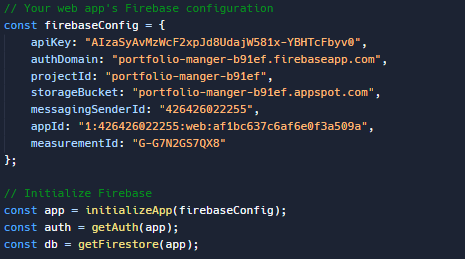 // Your web app's Firebase configuration
const firebaseConfig = {
    apiKey: "AIzaSyAvMzWcF2xpJd8UdajW581x-YBHTcFbyv0",
    authDomain: "portfolio-manger-b91ef.firebaseapp.com",
    projectId: "portfolio-manger-b91ef",
    storageBucket: "portfolio-manger-b91ef.appspot.com",
    messagingSenderId: "426426022255",
    appId: "1:426426022255:web:af1bc637c6af6e0f3a509a",
    measurementId: "G-G7N2GS7QX8"
};
// Initialize Firebase
const app = initializeApp(firebaseConfig);
const auth = getAuth(app);
const db = getFirestore(app);